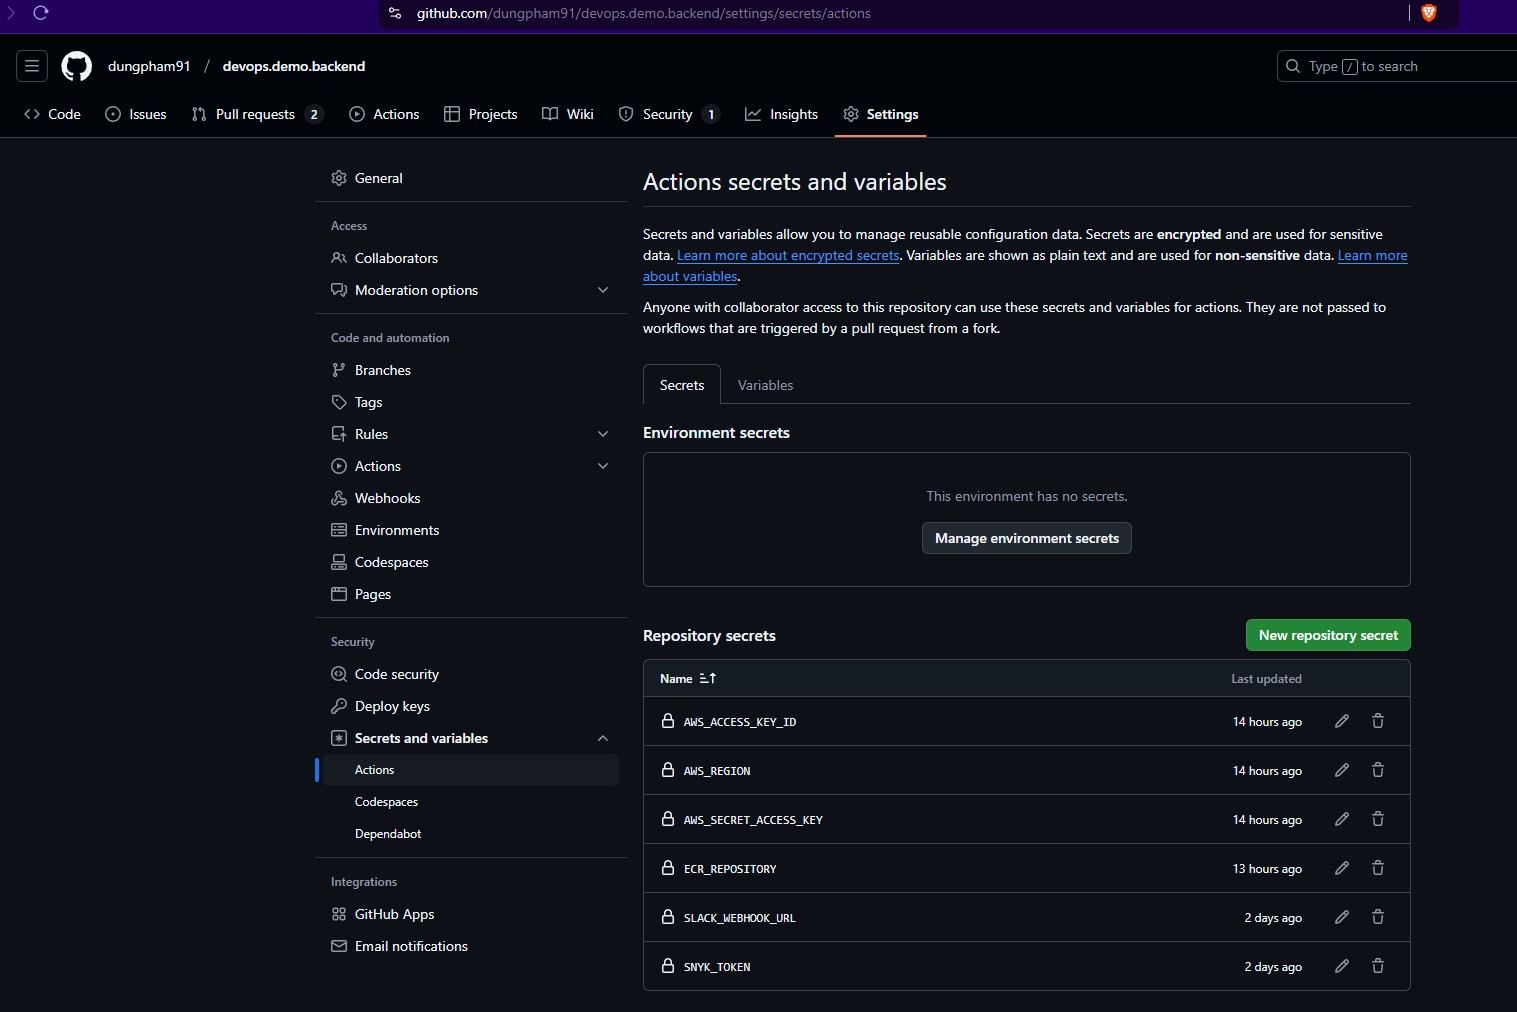 github.com/dungpham91/devops.demo.backend/settings/secrets/actions
dungpham91 / devops.demo.backend
Type / to search
Code
Issues
Pull requests 2
Actions
Projects
Wiki
Security 1
Insights
Settings
General
Access
Collaborators
Moderation options
Code and automation
Branches
Tags
Rules
Actions
Webhooks
Environments
Codespaces
Pages
Security
Code security
Deploy keys
Secrets and variables
Actions
Codespaces
Dependabot
Integrations
GitHub Apps
Email notifications
Actions secrets and variables
Secrets and variables allow you to manage reusable configuration data. Secrets are encrypted and are used for sensitive
data. Learn more about encrypted secrets. Variables are shown as plain text and are used for non-sensitive data. Learn more
about variables.
Anyone with collaborator access to this repository can use these secrets and variables for actions. They are not passed to
workflows that are triggered by a pull request from a fork.
Secrets
Variables
Environment secrets
This environment has no secrets.
Manage environment secrets
Repository secrets
New repository secret
Name
Last updated
AWS_ACCESS_KEY_ID 14 hours ago
AWS_REGION 14 hours ago
AWS_SECRET_ACCESS_KEY 14 hours ago
ECR_REPOSITORY 13 hours ago
SLACK_WEBHOOK_URL 2 days ago
SNYK_TOKEN 2 days ago